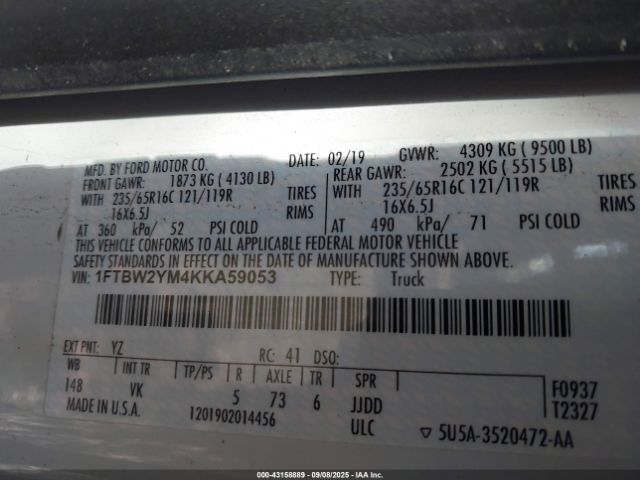 MFD. BY FORD MOTOR CO. DATE: 02/19 GVWR: 4309 KG ( 9500 LB)
FRONT GAWR: 1873 KG ( 4130 LB) REAR GAWR: 2502 KG ( 5515 LB)
WITH 235/65R16C 121/119R TIRES WITH 235/65R16C 121/119R TIRES
16X6.5J RIMS 16X6.5J RIMS
AT 360 kPa/ 52 PSI COLD AT 490 kPa/ 71 PSI COLD
THIS VEHICLE CONFORMS TO ALL APPLICABLE FEDERAL MOTOR VEHICLE
SAFETY STANDARDS IN EFFECT ON THE DATE OF MANUFACTURE SHOWN ABOVE.
VIN: 1FTBW2YM4KKA59053 TYPE: Truck
EXT PNT: YZ RC: 41 DSO:
WB INT TR TP/PS R AXLE TR SPR
148 VK 5 73 6 JJDD F0937
MADE IN U.S.A. 1201902014456 ULC T2327
▽ 5U5A-3520472-AA
000-43158889 - 09/08/2025 - © IAA Holdings, LLC